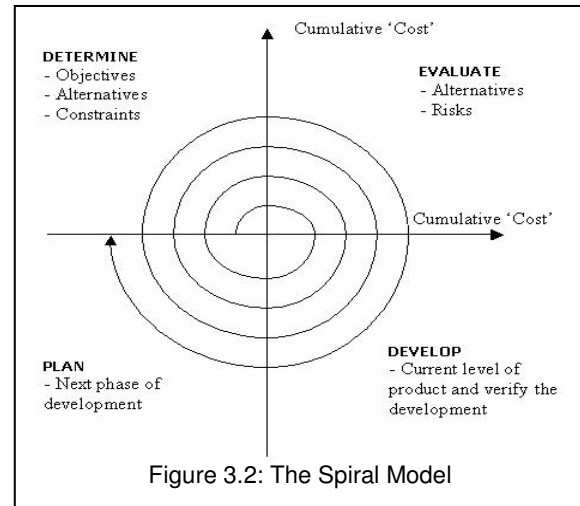 Cumulative ‘Cost’
DETERMINE
- Objectives
- Alternatives
- Constraints
EVALUATE
- Alternatives
- Risks
Cumulative ‘Cost’
PLAN
- Next phase of
development
DEVELOP
- Current level of
product and verify the
development
Figure 3.2: The Spiral Model